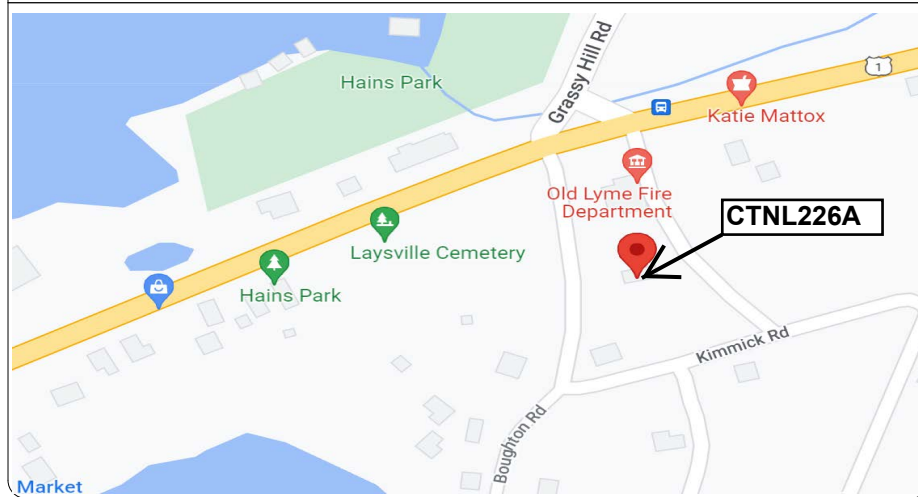 Hains Park
Grassy Hill Rd
1
Katie Mattox
Old Lyme Fire
Department
CTNL226A
Laysville Cemetery
Hains Park
Kimmick Rd
Boughton Rd
Market